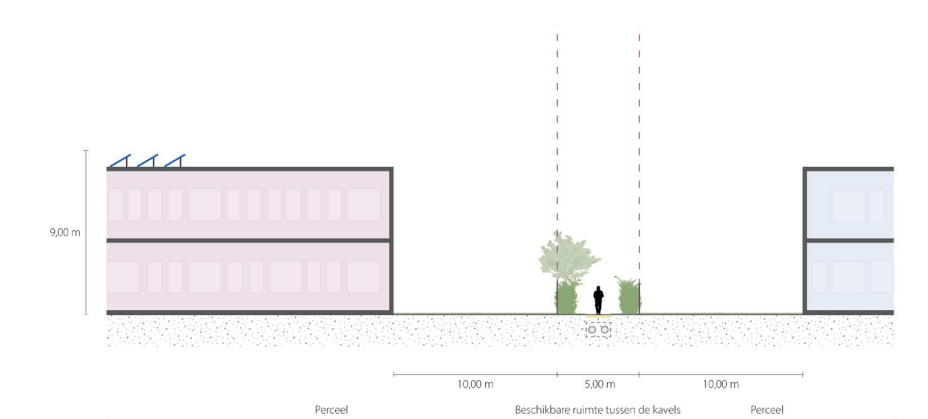 9,00 m
10,00 m 5,00 m 10,00 m
Perceel Beschikbare ruimte tussen de kavels Perceel